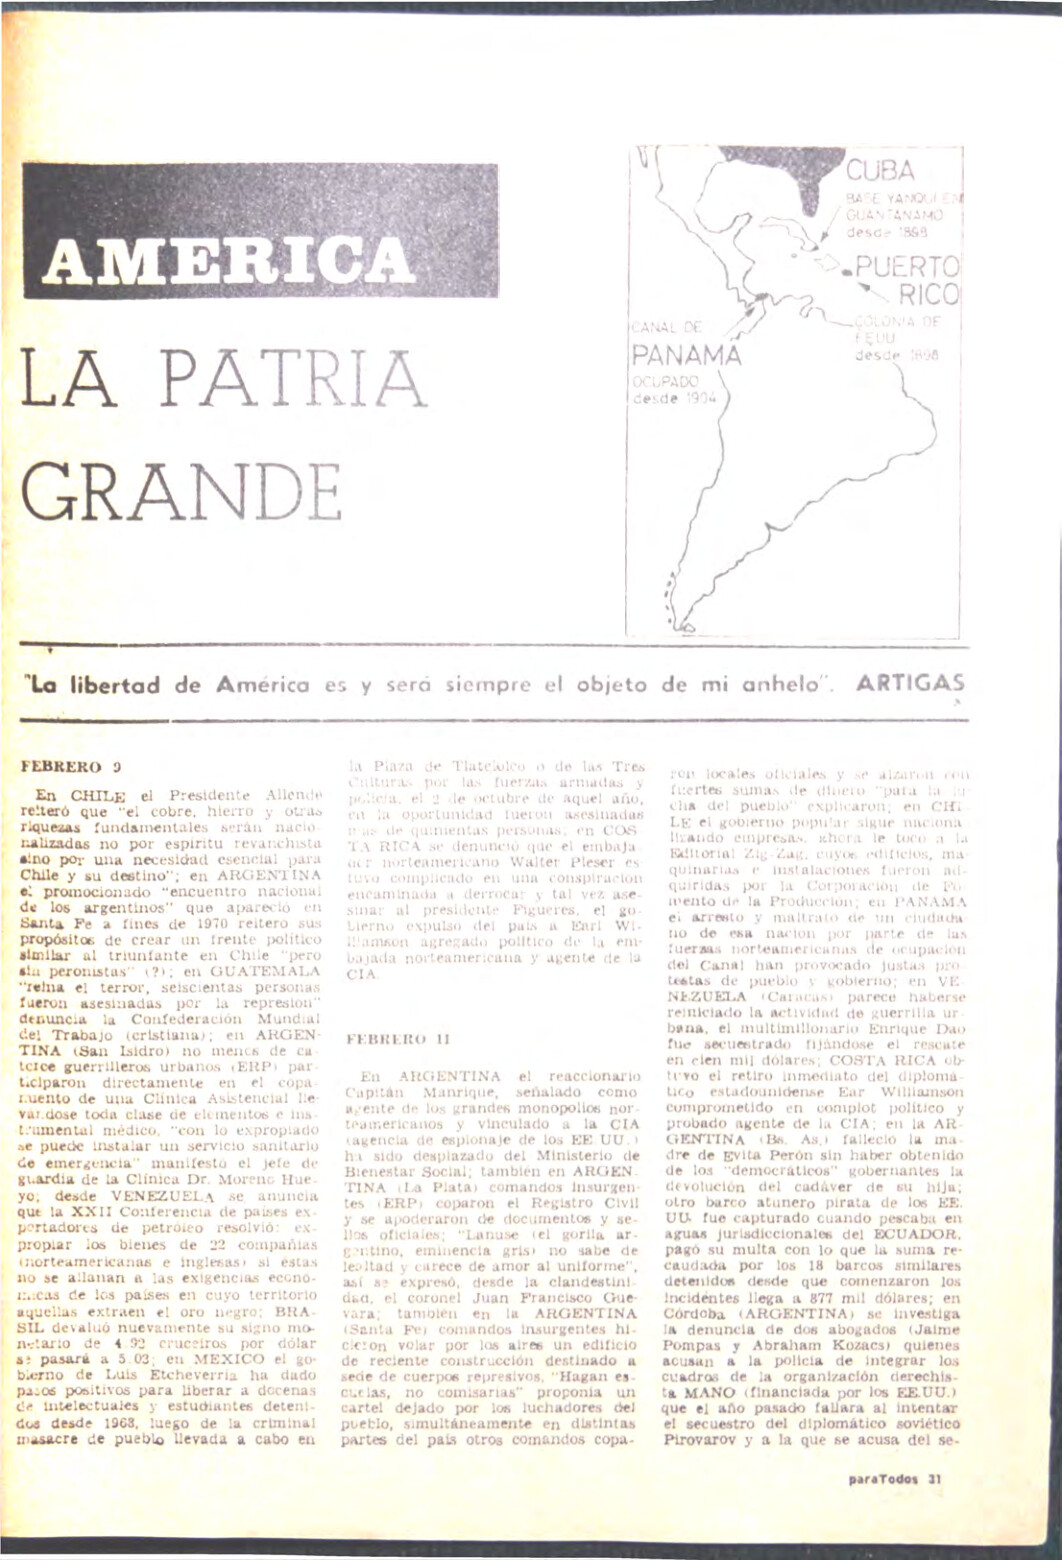 AMERICA
LA PATRIA
GRANDE
CUBA
BASE YANQUI EN
GUANTANAMO
desde 1898
PUERTO
RICO
COLONIA DE
EEUU
desde 1898
CANAL DE
PANAMA
OCUPADO
desde 1904
"La libertad de América es y será siempre el objeto de mi anhelo". ARTIGAS
FEBRERO 9
En CHILE el Presidente Allende
reiteró que "el cobre, hierro y otras
riquezas fundamentales serán nacio-
nalizadas no por espíritu revanchista
sino por una necesidad esencial para
Chile y su destino"; en ARGENTINA
el promocionado "encuentro nacional
de los argentinos" que apareció en
Santa Fe a fines de 1970 reitero sus
propósitos de crear un frente político
similar al triunfante en Chile "pero
sin peronistas" (?); en GUATEMALA
"reina el terror, seiscientas personas
fueron asesinadas por la represión"
denuncia la Confederación Mundial
del Trabajo (cristiana); en ARGEN-
TINA (San Isidro) no menos de ca-
torce guerrilleros urbanos (ERP) par-
ticiparon directamente en el copa-
miento de una Clínica Asistencial lle-
vándose toda clase de elementos e ins-
trumental médico, "con lo expropiado
se puede instalar un servicio sanitario
de emergencia" manifestó el jefe de
guardia de la Clínica Dr. Moreno Hue-
yo; desde VENEZUELA se anuncia
que la XXII Conferencia de países ex-
portadores de petróleo resolvió: ex-
propiar los bienes de 22 compañías
(norteamericanas e inglesas) si éstas
no se allanan a las exigencias econó-
micas de los países en cuyo territorio
aquellas extraen el oro negro; BRA-
SIL devaluó nuevamente su signo mo-
netario de 4.92 cruceiros por dólar
se pasará a 5.03; en MEXICO el go-
bierno de Luis Etcheverría ha dado
pasos positivos para liberar a docenas
de intelectuales y estudiantes deteni-
dos desde 1968, luego de la criminal
masacre de pueblo llevada a cabo en
la Plaza de Tlatelolco o de las Tres
Culturas por las fuerzas armadas y
policía, el 2 de octubre de aquel año,
en la oportunidad fueron asesinadas
más de quinientas personas; en COS-
TA RICA se denunció que el embaja-
dor norteamericano Walter Pleser es-
tuvo complicado en una conspiración
encaminada a derrocar y tal vez ase-
sinar al presidente Figueres, el go-
bierno expulso del país a Earl Wi-
lliamson agregado político de la em-
bajada norteamericana y agente de la
CIA.
FEBRERO 11
En ARGENTINA el reaccionario
Capitán Manrique, señalado como
agente de los grandes monopolios nor-
teamericanos y vinculado a la CIA
(agencia de espionaje de los EE.UU.)
ha sido desplazado del Ministerio de
Bienestar Social; también en ARGEN-
TINA (La Plata) comandos insurgen-
tes (ERP) coparon el Registro Civil
y se apoderaron de documentos y se-
llos oficiales; "Lanuse (el gorila ar-
gentino, eminencia gris) no sabe de
lealtad y carece de amor al uniforme",
así se expresó, desde la clandestini-
dad, el coronel Juan Francisco Gue-
vara; también en la ARGENTINA
(Santa Fe) comandos insurgentes hi-
cieron volar por los aires un edificio
de reciente construcción destinado a
sede de cuerpos represivos, "Hagan es-
cuelas, no comisarías" proponía un
cartel dejado por los luchadores del
pueblo, simultáneamente en distintas
partes del país otros comandos copa-
ron locales oficiales y se alzaron con
fuertes sumas de dinero "para la lu-
cha del pueblo" explicaron; en CHI-
LE el gobierno popular sigue naciona-
lizando empresas, ahora le toco a la
Editorial Zig-Zag, cuyos edificios, ma-
quinarias e instalaciones fueron ad-
quiridas por la Corporación de Fo-
mento de la Producción; en PANAMA
el arresto y maltrato de un ciudada-
no de esa nación por parte de las
fuerzas norteamericanas de ocupación
del Canal han provocado justas pro-
testas de pueblo y gobierno; en VE-
NEZUELA (Caracas) parece haberse
reiniciado la actividad de guerrilla ur-
bana, el multimillonario Enrique Dao
fue secuestrado fijándose el rescate
en cien mil dólares; COSTA RICA ob-
tuvo el retiro inmediato del diplomá-
tico estadounidense Ear Williamson
comprometido en complot político y
probado agente de la CIA; en la AR-
GENTINA (Bs. As.) falleció la ma-
dre de Evita Perón sin haber obtenido
de los "democráticos" gobernantes la
devolución del cadáver de su hija;
otro barco atunero pirata de los EE.
UU. fue capturado cuando pescaba en
aguas jurisdiccionales del ECUADOR,
pagó su multa con lo que la suma re-
caudada por los 18 barcos similares
detenidos desde que comenzaron los
incidentes llega a 877 mil dólares; en
Córdoba (ARGENTINA) se investiga
la denuncia de dos abogados (Jaime
Pompas y Abraham Kozacs) quienes
acusan a la policía de integrar los
cuadros de la organización derechis-
ta MANO (financiada por los EE.UU.)
que el año pasado fallara al intentar
el secuestro del diplomático soviético
Pirovarov y a la que se acusa del se-
paraTodos 31